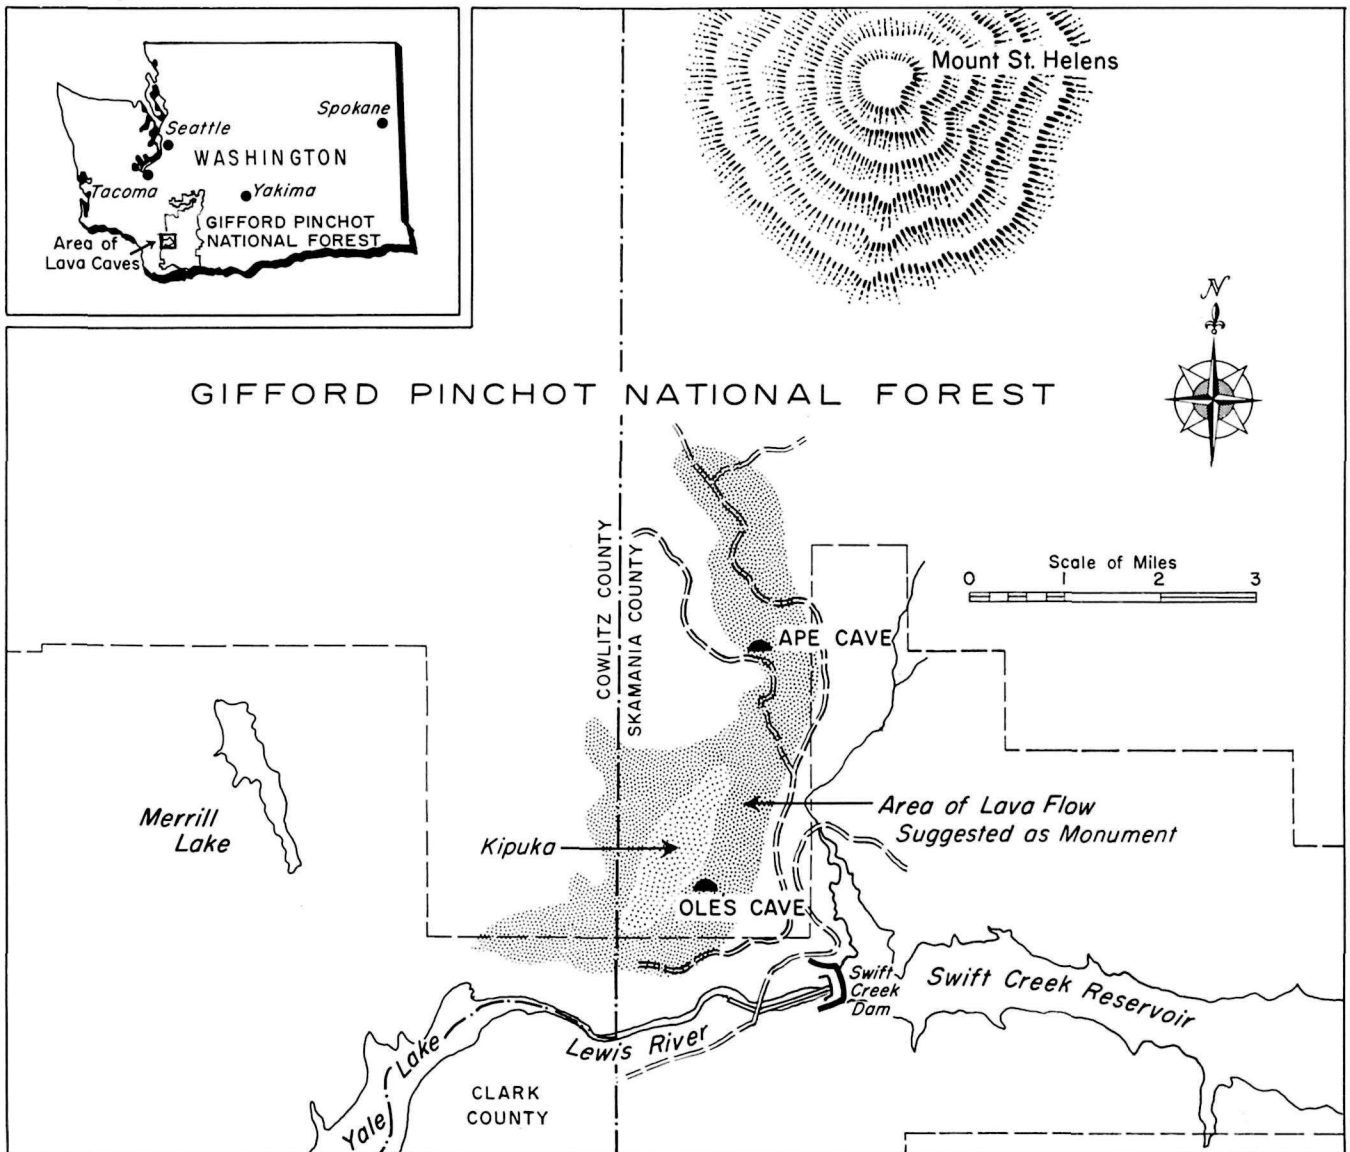 Spokane
Seattle
WASHINGTON
Tacoma
Yakima
GIFFORD PINCHOT
NATIONAL FOREST
Area of
Lava Caves
Mount St. Helens
N
GIFFORD PINCHOT NATIONAL FOREST
COWLITZ COUNTY
SKAMANIA COUNTY
Scale of Miles
0 1 2 3
APE CAVE
Merrill
Lake
Kipuka
Area of Lava Flow
Suggested as Monument
OLES CAVE
Swift
Creek
Dam
Swift Creek Reservoir
Lewis River
Yale Lake
CLARK
COUNTY